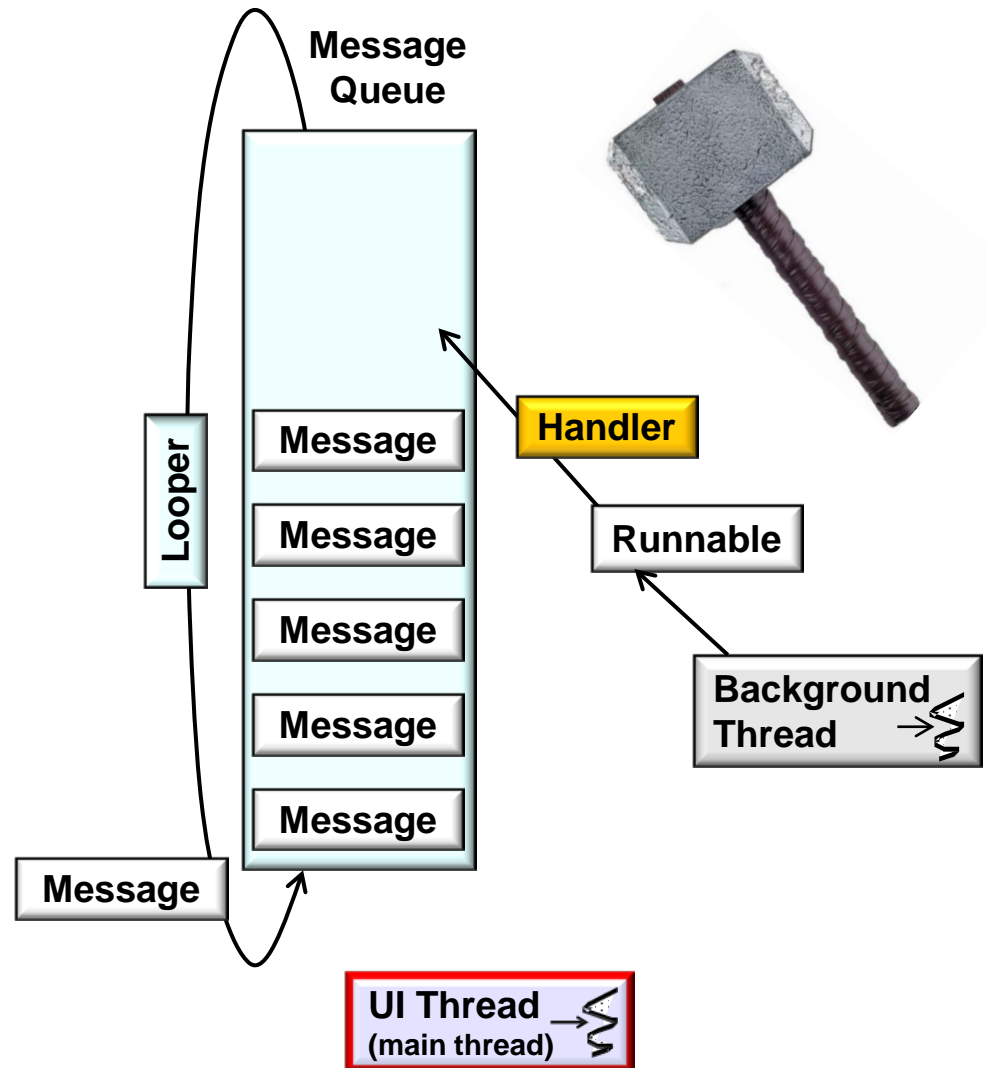 Message
Queue
Looper
Message
Handler
Message
Runnable
Message
Background
Thread
Message
Message
Message
UI Thread
(main thread)